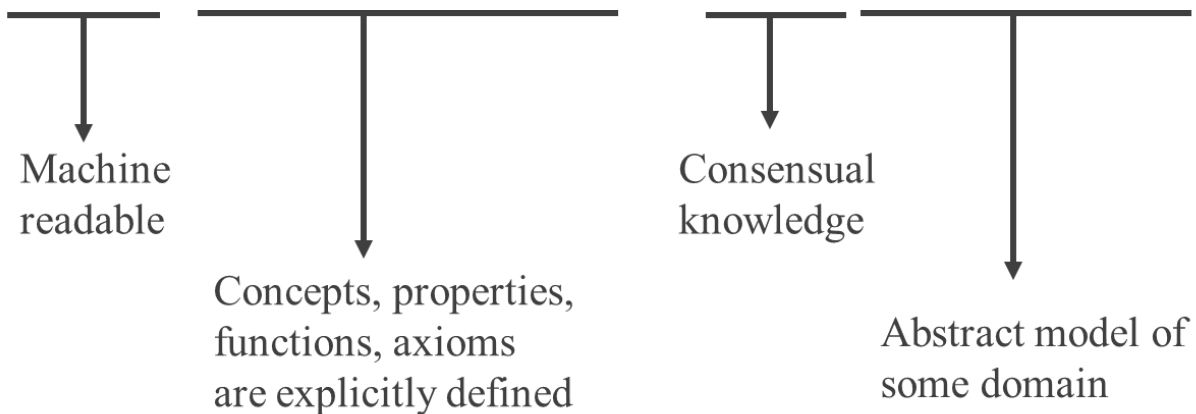 Machine
readable
Concepts, properties,
functions, axioms
are explicitly defined
Consensual
knowledge
Abstract model of
some domain